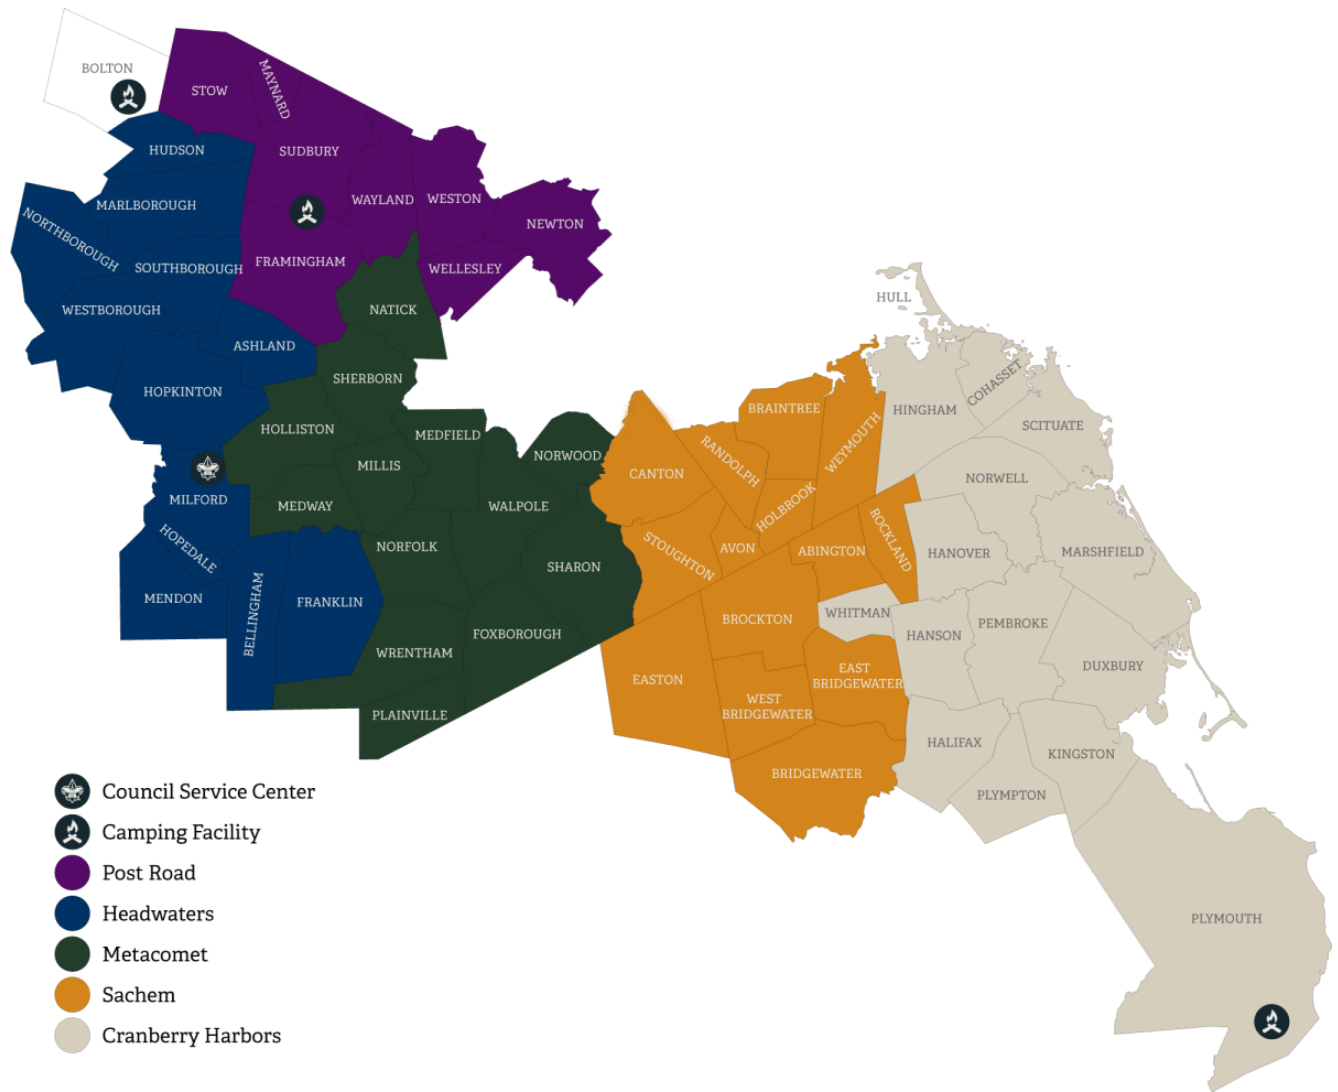 BOLTON
STOW
MAYNARD
HUDSON
SUDBURY
MARLBOROUGH
WAYLAND
WESTON
NEWTON
NORTHBOROUGH
SOUTHBOROUGH
FRAMINGHAM
WELLESLEY
WESTBOROUGH
NATICK
HULL
ASHLAND
SHERBORN
HOPKINTON
HOLLISTON
MEDFIELD
BRAINTREE
HINGHAM
COHASSET
SCITUATE
MILLIS
NORWOOD
CANTON
RANDOLPH
WEYMOUTH
NORWELL
MILFORD
MEDWAY
WALPOLE
HOLBROOK
HOPEDALE
NORFOLK
SHARON
STOUGHTON
AVON
ABINGTON
ROCKLAND
HANOVER
MARSHFIELD
MENDON
BELLINGHAM
FRANKLIN
FOXBOROUGH
BROCKTON
WHITMAN
HANSON
PEMBROKE
WRENTHAM
EASTON
EAST
BRIDGEWATER
DUXBURY
PLAINVILLE
WEST
BRIDGEWATER
HALIFAX
KINGSTON
BRIDGEWATER
PLYMPTON
PLYMOUTH
Council Service Center
Camping Facility
Post Road
Headwaters
Metacomet
Sachem
Cranberry Harbors